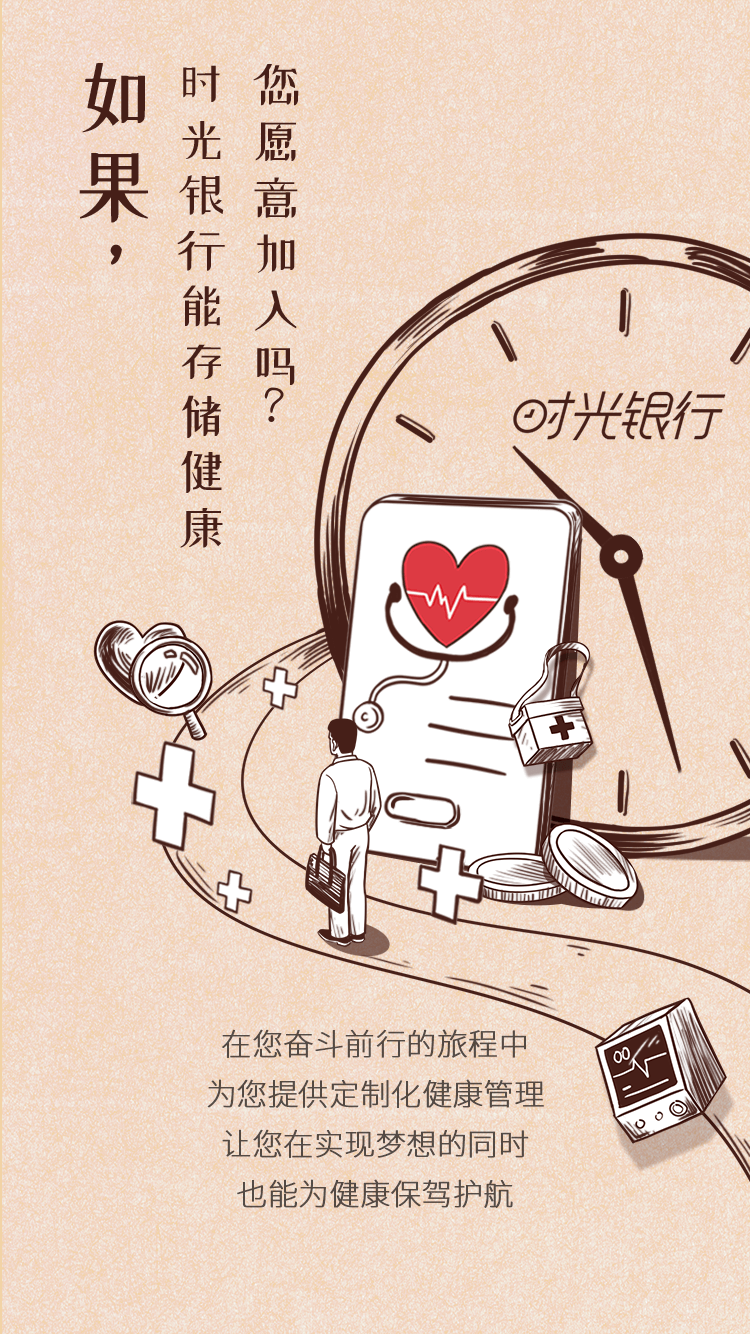 如果，
时光银行能存储健康
您愿意加入吗？
时光银行
在您奋斗前行的旅程中
为您提供定制化健康管理
让您在实现梦想的同时
也能为健康保驾护航